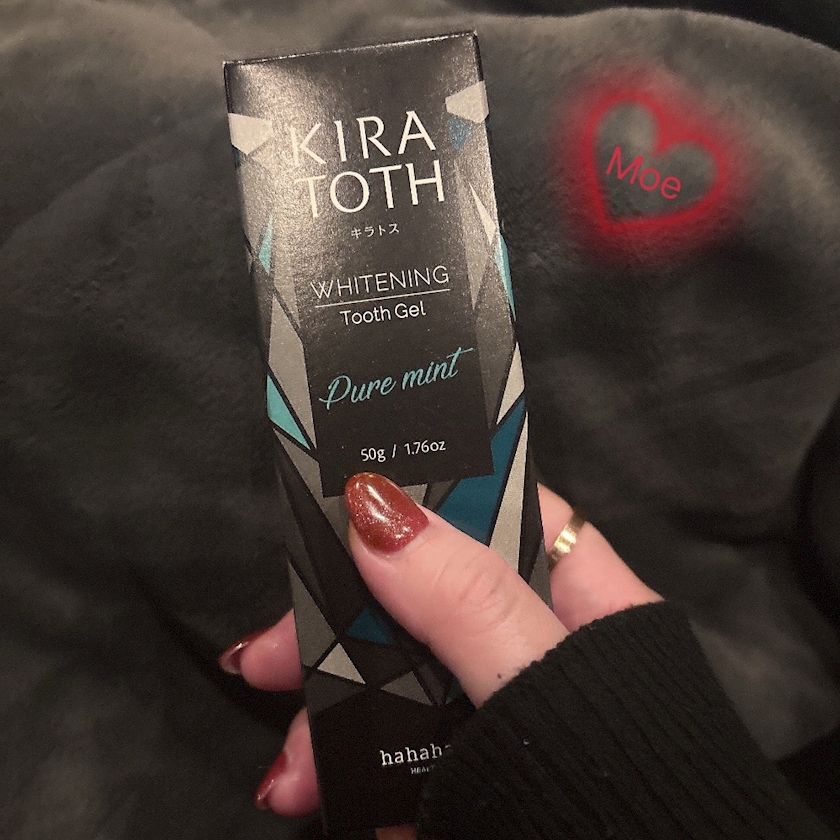 KIRA
TOTH
キラトス
WHITENING
Tooth Gel
Pure mint
50g / 1.76oz
Moe